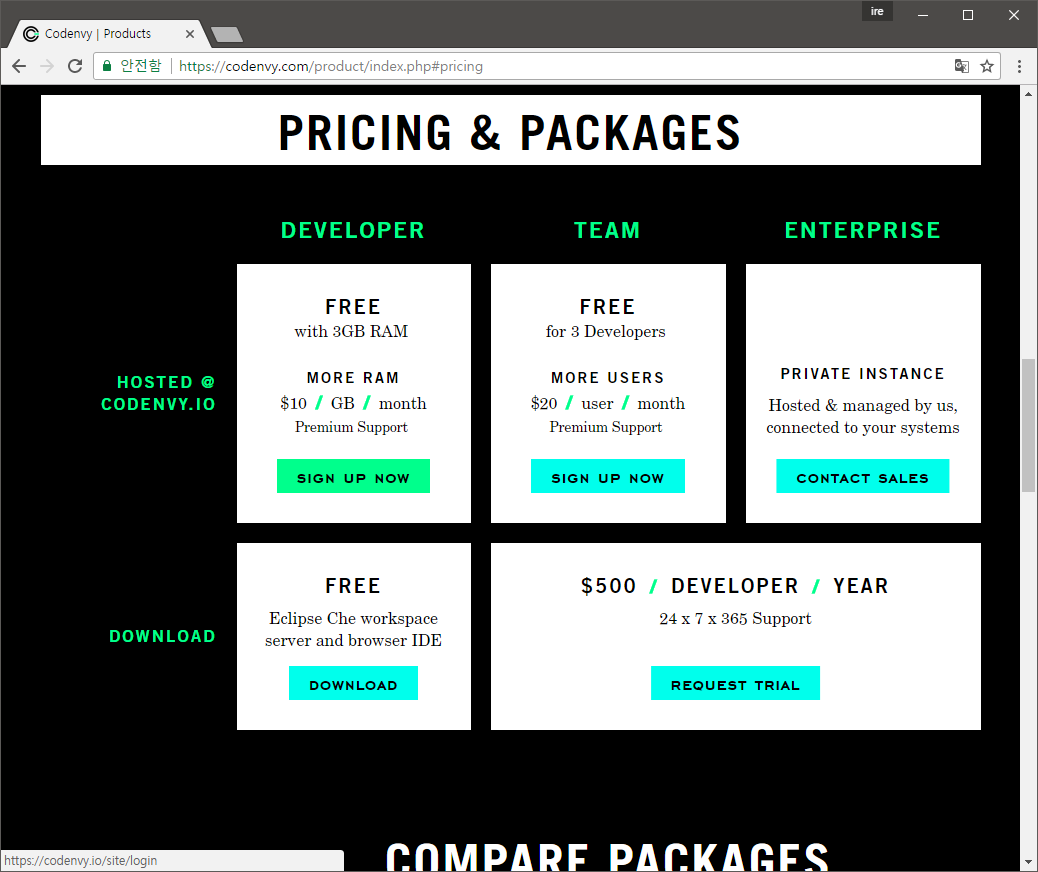 ire
Codenvy | Products
안전함 https://codenvy.com/product/index.php#pricing
PRICING & PACKAGES
DEVELOPER TEAM ENTERPRISE
HOSTED @
CODENVY.IO
FREE
with 3GB RAM
MORE RAM
$10 / GB / month
Premium Support
SIGN UP NOW
FREE
for 3 Developers
MORE USERS
$20 / user / month
Premium Support
SIGN UP NOW
PRIVATE INSTANCE
Hosted & managed by us,
connected to your systems
CONTACT SALES
DOWNLOAD
FREE
Eclipse Che workspace
server and browser IDE
DOWNLOAD
$500 / DEVELOPER / YEAR
24 x 7 x 365 Support
REQUEST TRIAL
COMPARE PACKAGES
https://codenvy.io/site/login